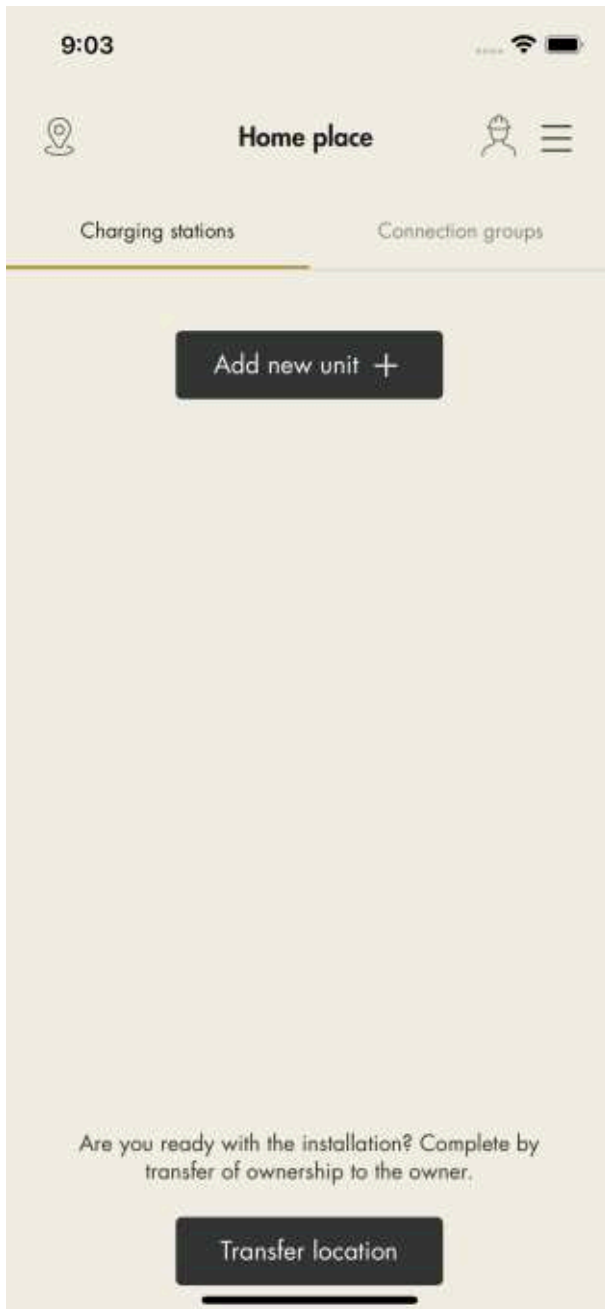 9:03
Home place
Charging stations
Connection groups
Add new unit +
Are you ready with the installation? Complete by
transfer of ownership to the owner.
Transfer location